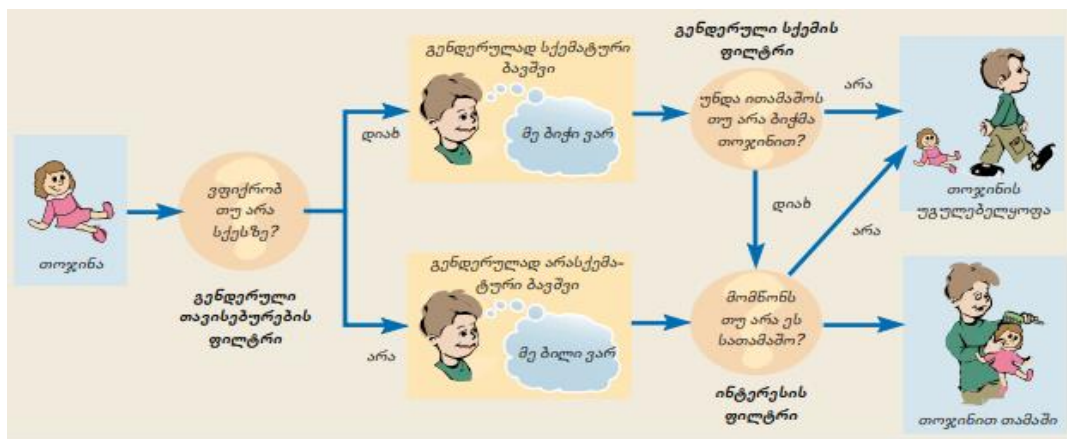 თოჯინა
ვფიქრობ
თუ არა
სქესზე?
გენდერული
თავისებურების
ფილტრი
დიახ
არა
გენდერულად სქემატური
ბავშვი
მე ბიჭი ვარ
გენდერულად არასქემა-
ტური ბავშვი
მე ბილი ვარ
გენდერული სქემის
ფილტრი
უნდა ითამაშოს
თუ არა ბიჭმა
თოჯინით?
არა
დიახ
არა
მომწონს
თუ არა ეს
სათამაშო?
ინტერესის
ფილტრი
თოჯინის
უგულებელყოფა
თოჯინით თამაში